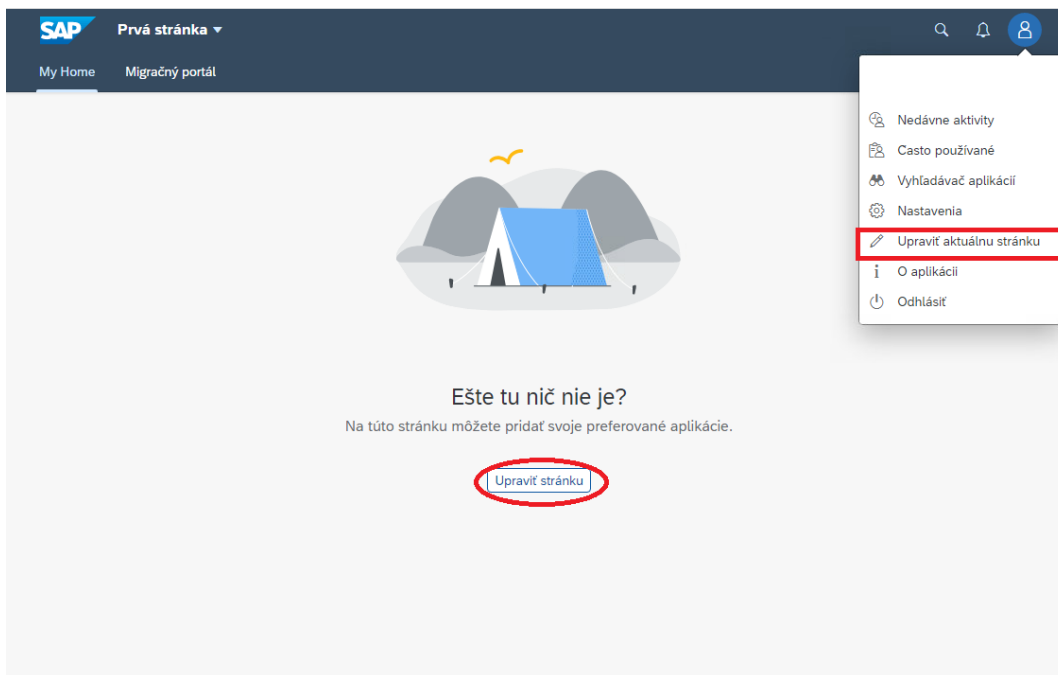 SAP Prvá stránka
My Home Migračný portál
Nedávne aktivity
Casto používané
Vyhľadávač aplikácií
Nastavenia
Upraviť aktuálnu stránku
O aplikácii
Odhlásiť
Ešte tu nič nie je?
Na túto stránku môžete pridať svoje preferované aplikácie.
Upraviť stránku